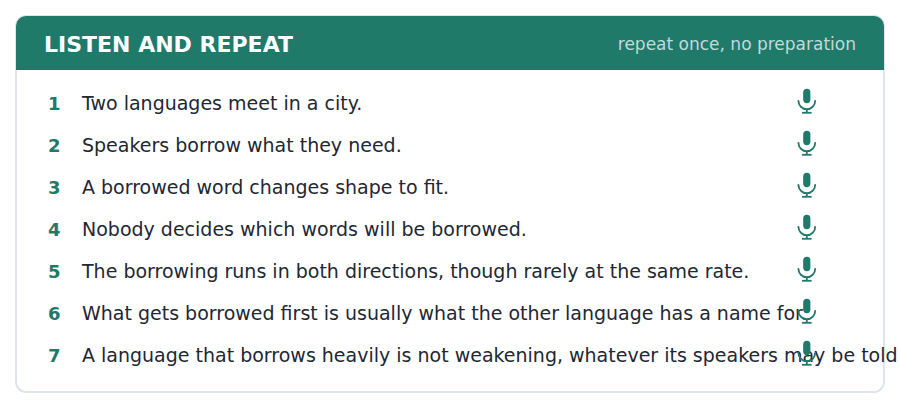 LISTEN AND REPEAT
repeat once, no preparation
1 Two languages meet in a city.
2 Speakers borrow what they need.
3 A borrowed word changes shape to fit.
4 Nobody decides which words will be borrowed.
5 The borrowing runs in both directions, though rarely at the same rate.
6 What gets borrowed first is usually what the other language has a name for
7 A language that borrows heavily is not weakening, whatever its speakers may be told